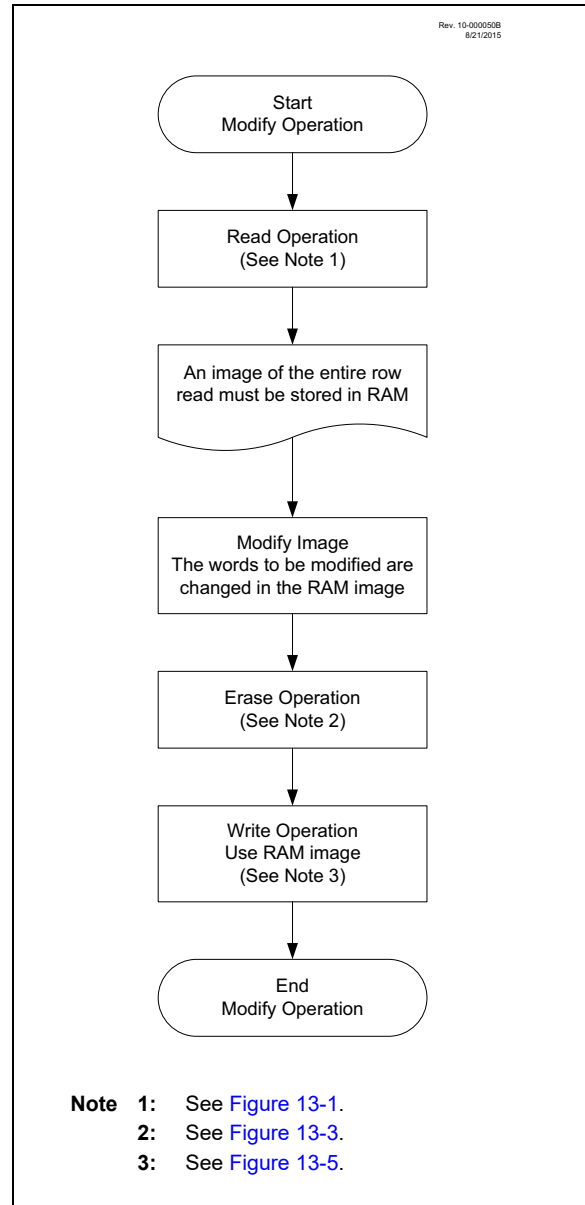 Rev. 10-000050B
8/21/2015
Start
Modify Operation
Read Operation
(See Note 1)
An image of the entire row
read must be stored in RAM
Modify Image
The words to be modified are
changed in the RAM image
Erase Operation
(See Note 2)
Write Operation
Use RAM image
(See Note 3)
End
Modify Operation
Note 1: See Figure 13-1.
2: See Figure 13-3.
3: See Figure 13-5.